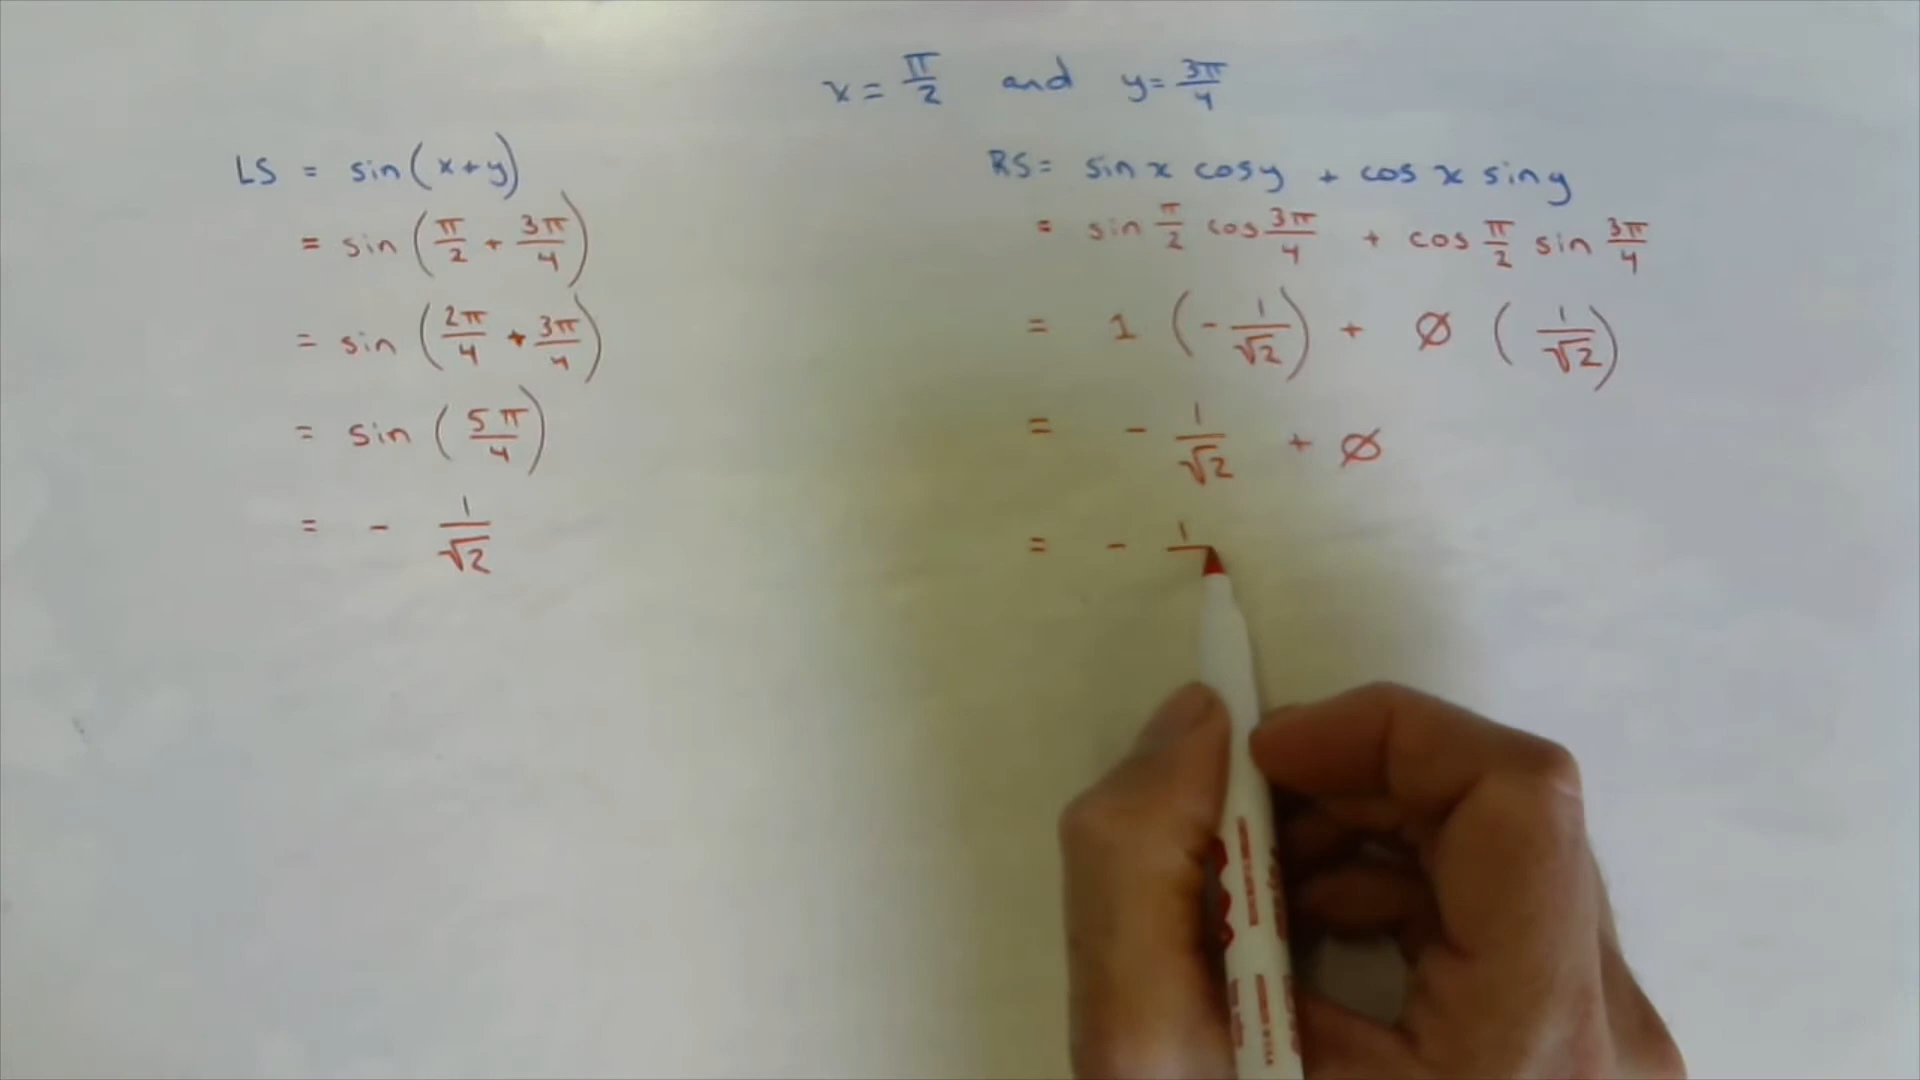 x = π/2 and y = 3π/4
LS = sin(x+y)
= sin(π/2 + 3π/4)
= sin(2π/4 + 3π/4)
= sin(5π/4)
= - 1/√2
RS = sin x cos y + cos x sin y
= sin π/2 cos 3π/4 + cos π/2 sin 3π/4
= 1 (- 1/√2) + ∅ (1/√2)
= - 1/√2 + ∅
= - 1/